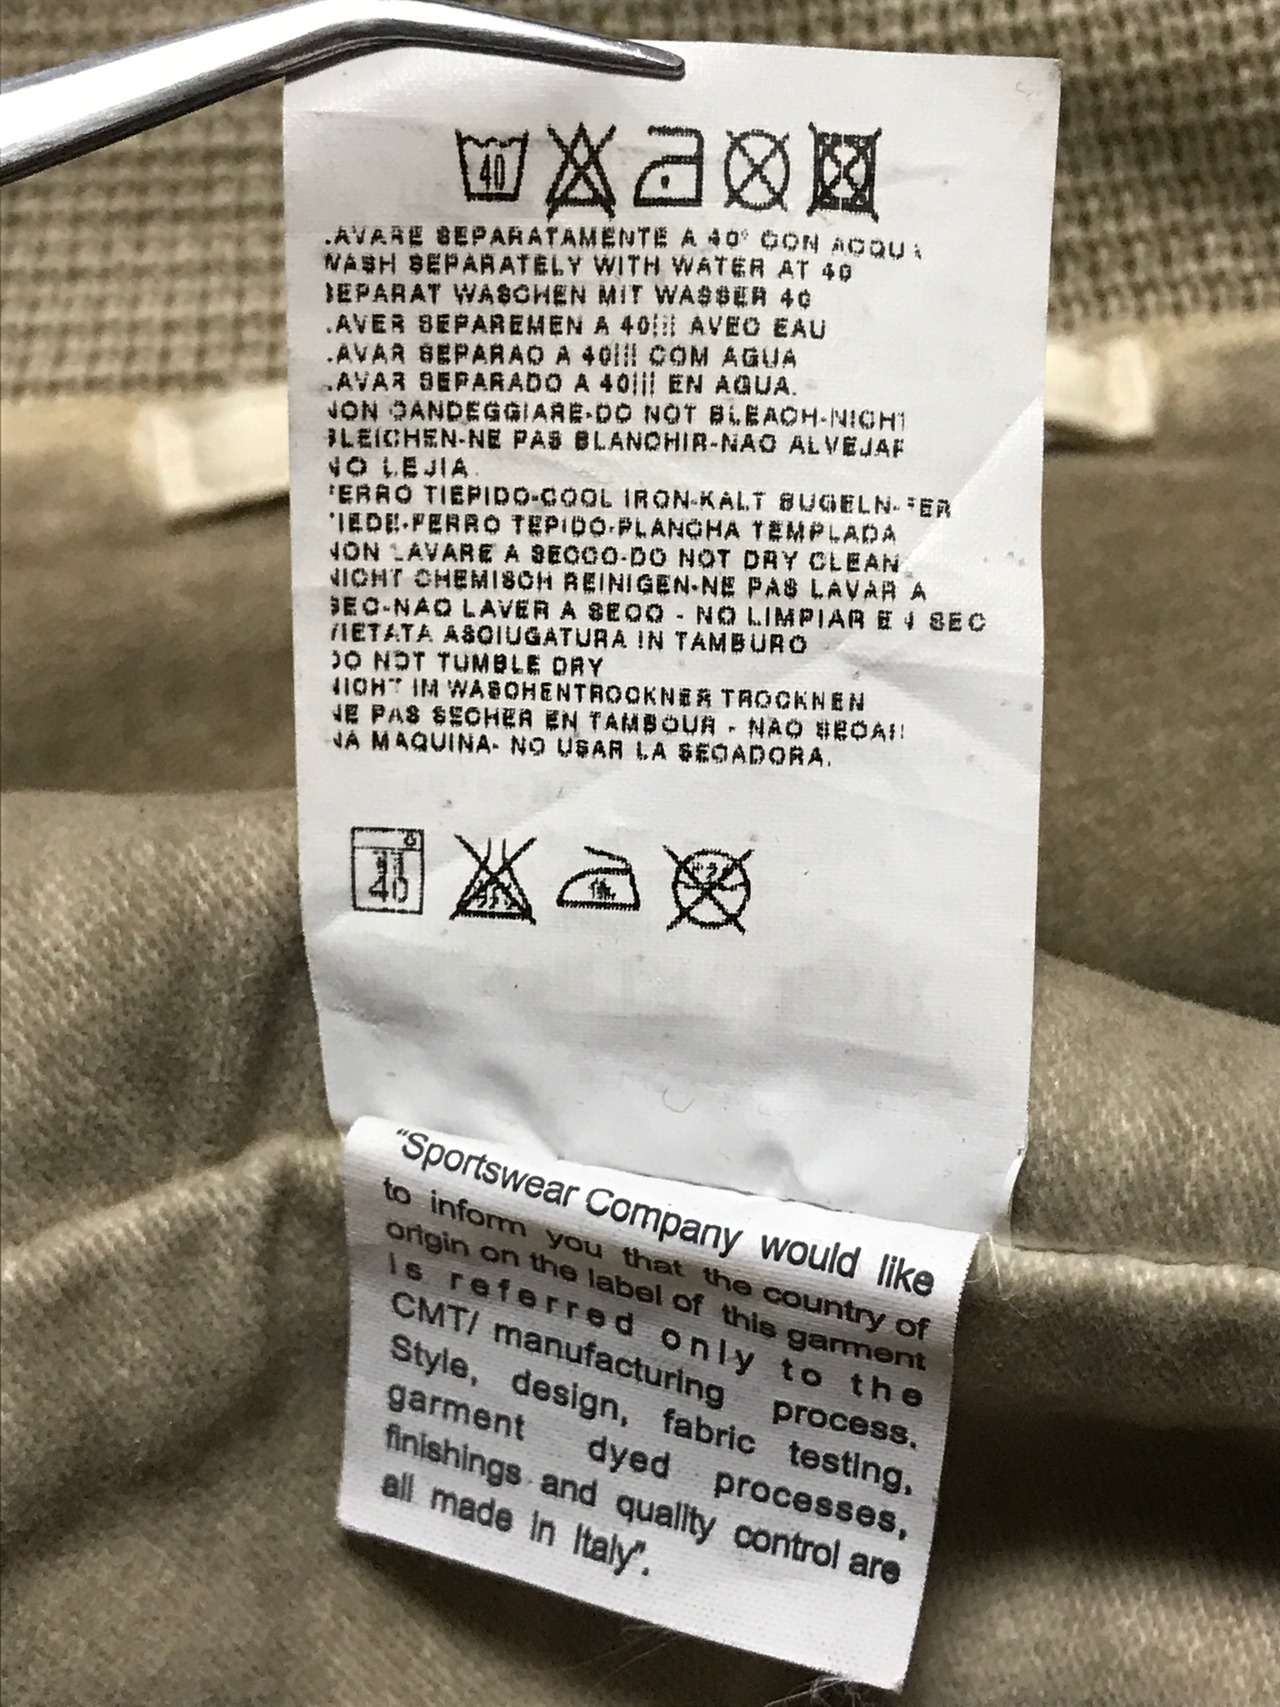 40
.AVARE SEPARATAMENTE A 40° CON ACQU
WASH SEPARATELY WITH WATER AT 40
SEPARAT WASCHEN MIT WASSER 40
.AVER SEPAREMEN A 40||| AVEC EAU
.AVAR SEPARAO A 40||| COM AGUA
.AVAR SEPARADO A 40||| EN AGUA.
NON CANDEGGIARE-DO NOT BLEACH-NICHT
BLEICHEN-NE PAS BLANCHIR-NAO ALVEJAR
NO LEJIA
FERRO TIEPIDO-COOL IRON-KALT BUGELN-FER
TIEDE-FERRO TEPIDO-PLANCHA TEMPLADA
NON LAVARE A SECCO-DO NOT DRY CLEAN
NICHT CHEMISCH REINIGEN-NE PAS LAVAR A
SEC-NAO LAVER A SECO - NO LIMPIAR EN SEC
VIETATA ASCIUGATURA IN TAMBURO
DO NOT TUMBLE DRY
NICHT IM WASCHENTROCKNER TROCKNEN
NE PAS SECHER EN TAMBOUR - NAO SECAR
NA MAQUINA- NO USAR LA SECADORA.
40
“Sportswear Company would like
to inform you that the country of
origin on the label of this garment
is referred only to the
CMT/ manufacturing process.
Style, design, fabric testing,
garment dyed processes,
finishings and quality control are
all made in Italy”.